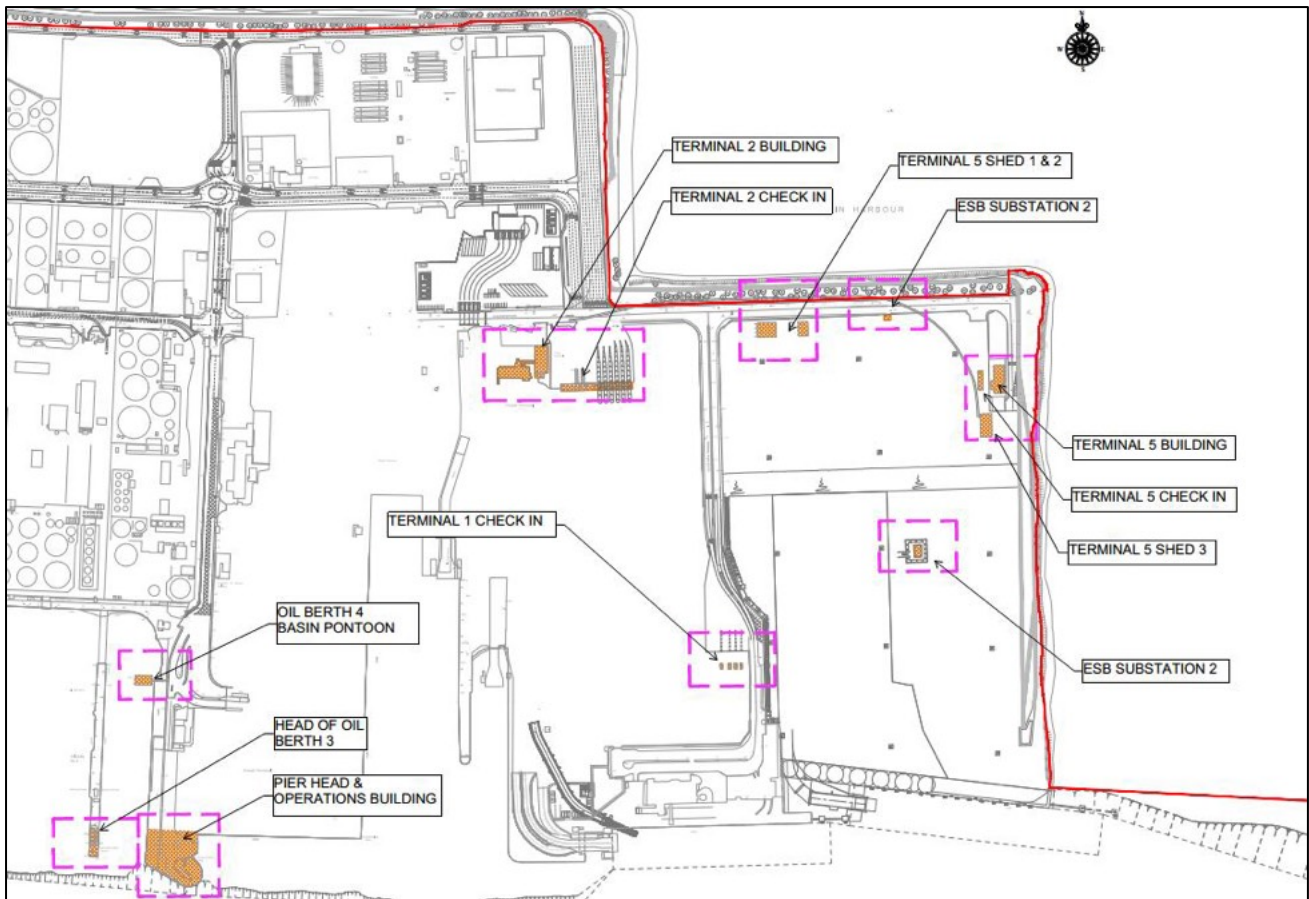 TERMINAL 2 BUILDING
TERMINAL 5 SHED 1 & 2
TERMINAL 2 CHECK IN
ESB SUBSTATION 2
IN HARBOUR
TERMINAL 5 BUILDING
TERMINAL 5 CHECK IN
TERMINAL 1 CHECK IN
TERMINAL 5 SHED 3
OIL BERTH 4
BASIN PONTOON
ESB SUBSTATION 2
HEAD OF OIL
BERTH 3
PIER HEAD &
OPERATIONS BUILDING